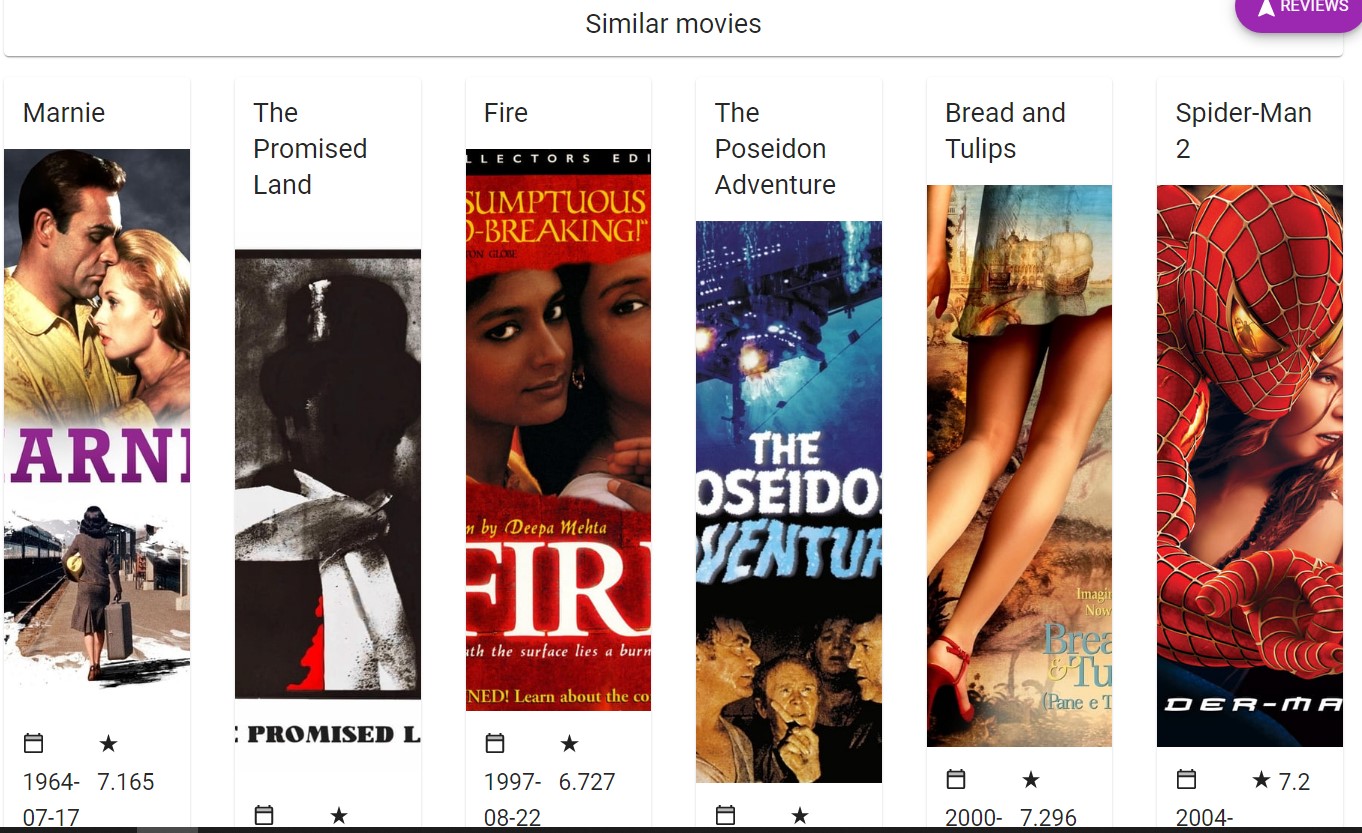 Similar movies
REVIEWS
Marnie
ARNI
1964-
07-17
7.165
The
Promised
Land
PROMISED L
Fire
LLECTORS EDI
SUMPTUOUS
D-BREAKING!"
TON GLOBE
m by Deepa Mehta
FIR
ath the surface lies a burn
NED! Learn about the co
1997-
08-22
6.727
The
Poseidon
Adventure
THE
OSEIDO
VENTUR
Bread and
Tulips
Imagin
Now
Brea
& Tu
(Pane e T
2000-
7.296
Spider-Man
2
DER-MA
7.2
2004-